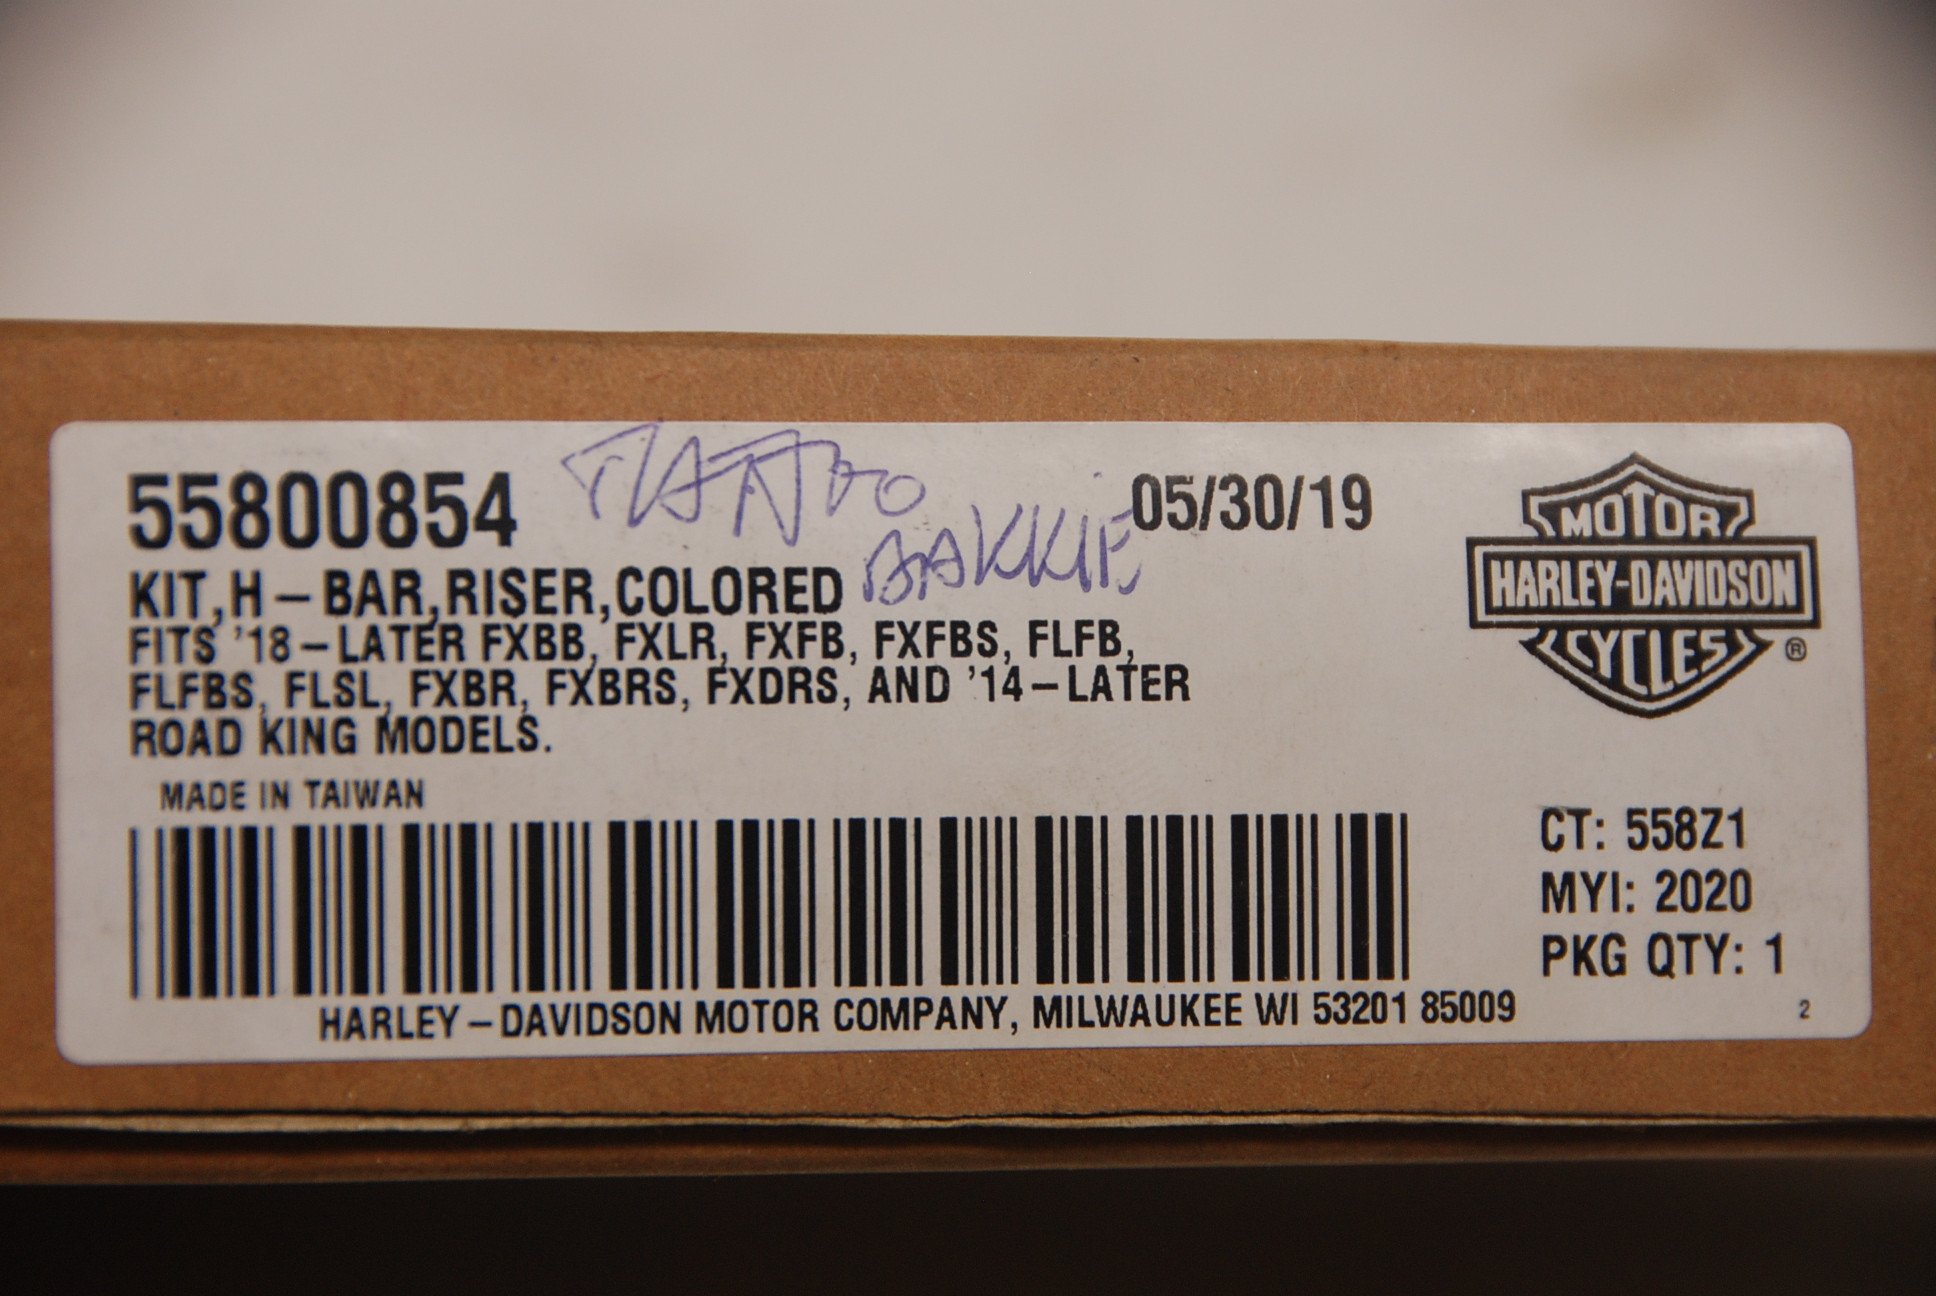 55800854
05/30/19
BAKKIE
KIT,H–BAR,RISER,COLORED
FITS '18–LATER FXBB, FXLR, FXFB, FXFBS, FLFB,
FLFBS, FLSL, FXBR, FXBRS, FXDRS, AND '14–LATER
ROAD KING MODELS.
MADE IN TAIWAN
MOTOR
HARLEY-DAVIDSON
CYCLES
®
CT: 558Z1
MYI: 2020
PKG QTY: 1
HARLEY–DAVIDSON MOTOR COMPANY, MILWAUKEE WI 53201 85009
2